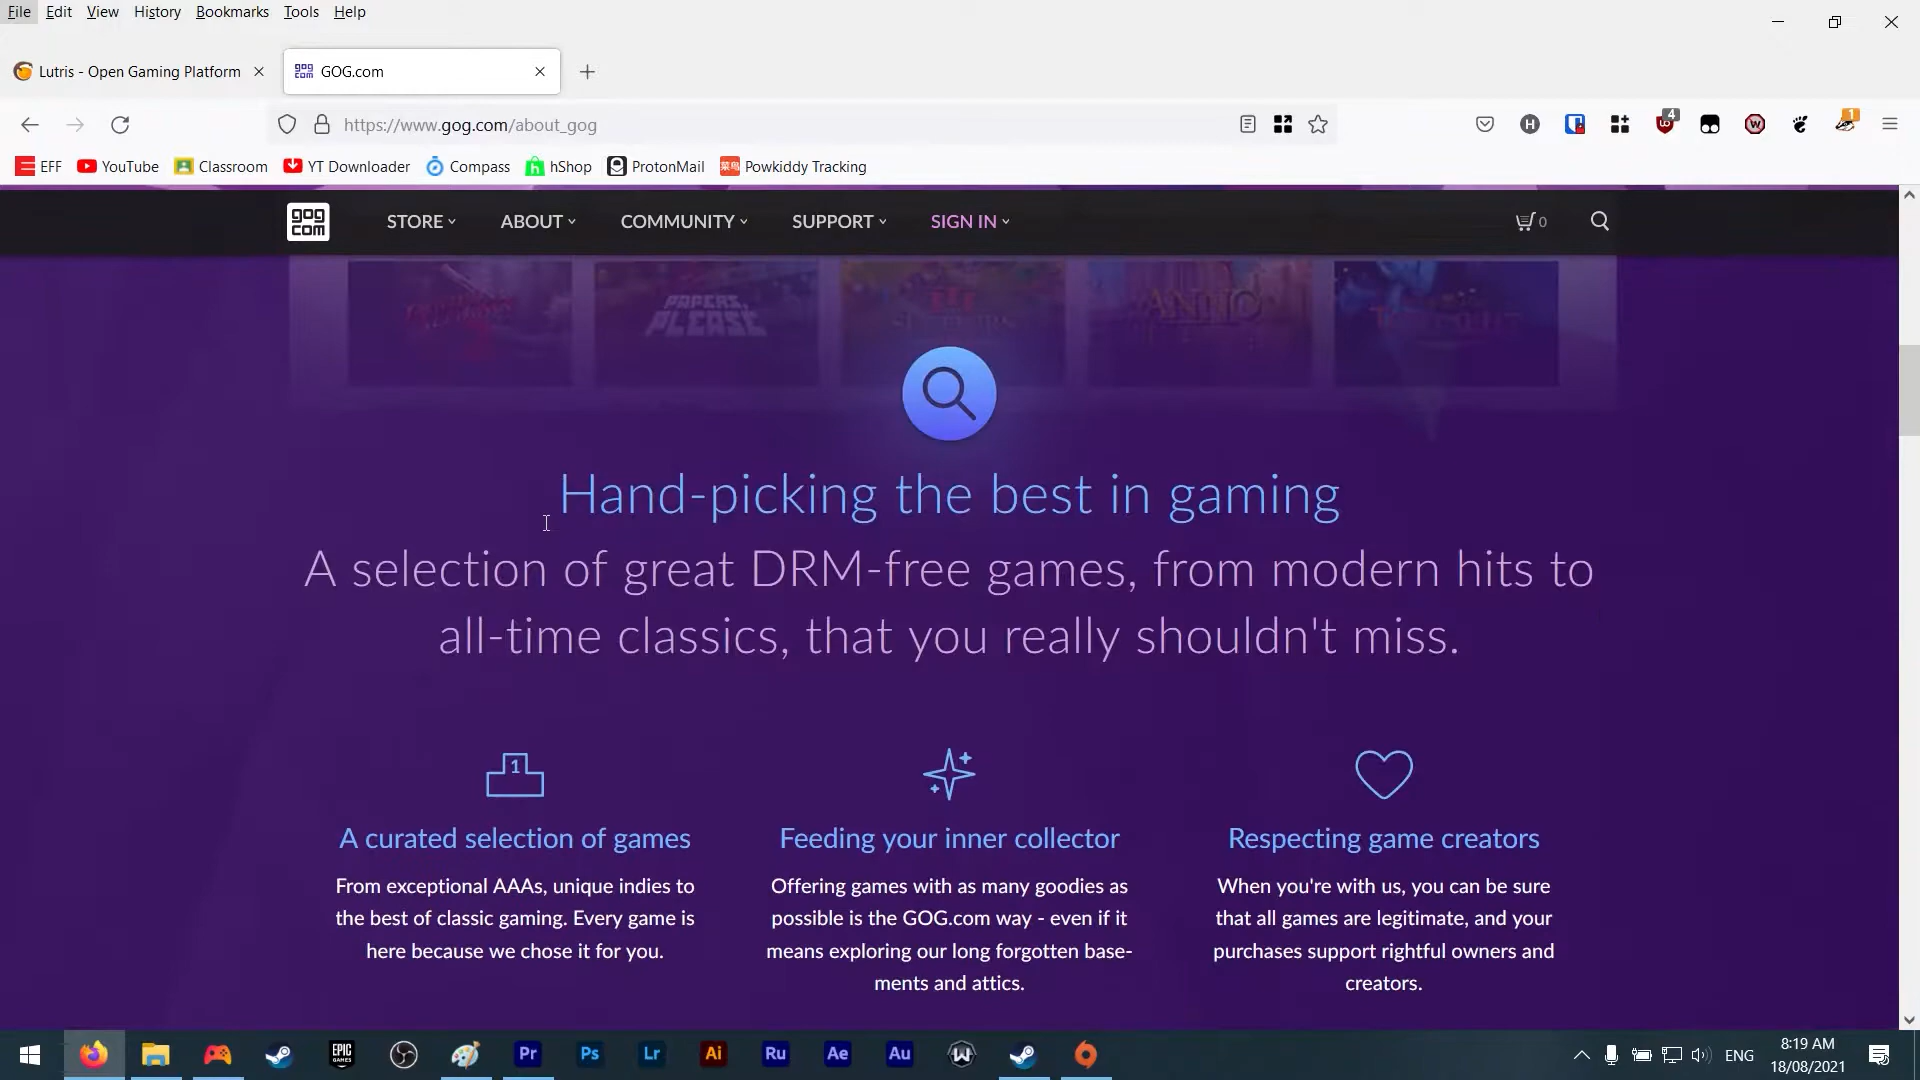 File Edit View History Bookmarks Tools Help
Lutris - Open Gaming Platform GOG.com
https://www.gog.com/about_gog 4 1
EFF YouTube Classroom YT Downloader Compass hShop ProtonMail Powkiddy Tracking
gog com STORE ABOUT COMMUNITY SUPPORT SIGN IN 0
PAPERS, PLEASE ANNO
Hand-picking the best in gaming
A selection of great DRM-free games, from modern hits to
all-time classics, that you really shouldn't miss.
1
A curated selection of games
From exceptional AAAs, unique indies to
the best of classic gaming. Every game is
here because we chose it for you.
Feeding your inner collector
Offering games with as many goodies as
possible is the GOG.com way - even if it
means exploring our long forgotten base-
ments and attics.
Respecting game creators
When you're with us, you can be sure
that all games are legitimate, and your
purchases support rightful owners and
creators.
EPIC GAMES Pr Ps Lr Ai Ru Ae Au ENG
8:19 AM
18/08/2021